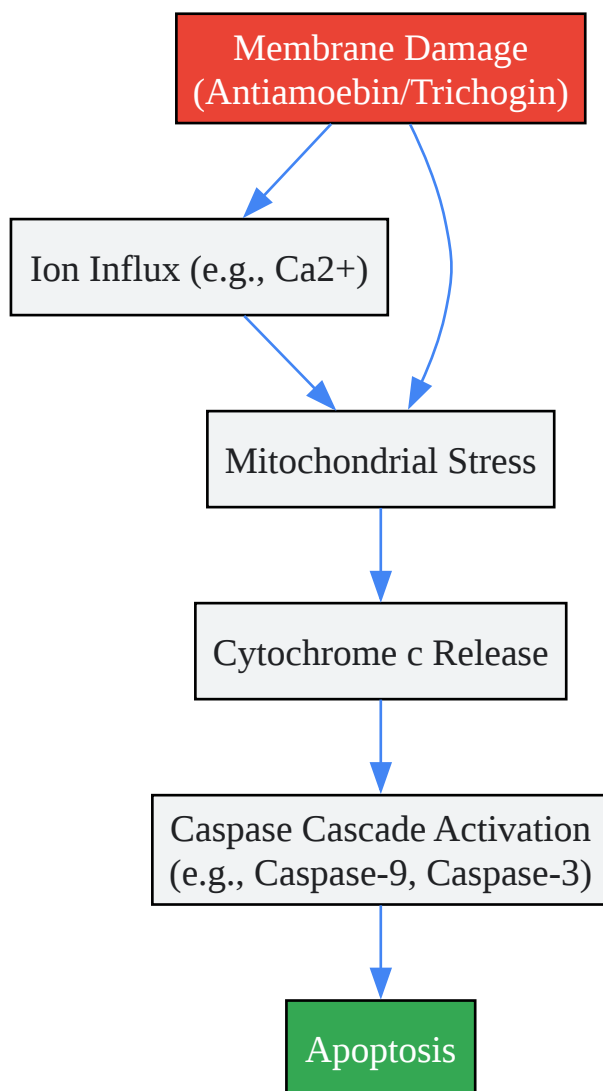 Membrane Damage
(Antiamoebin/Trichogin)
Ion Influx (e.g., Ca2+)
Mitochondrial Stress
Cytochrome c Release
Caspase Cascade Activation
(e.g., Caspase-9, Caspase-3)
Apoptosis